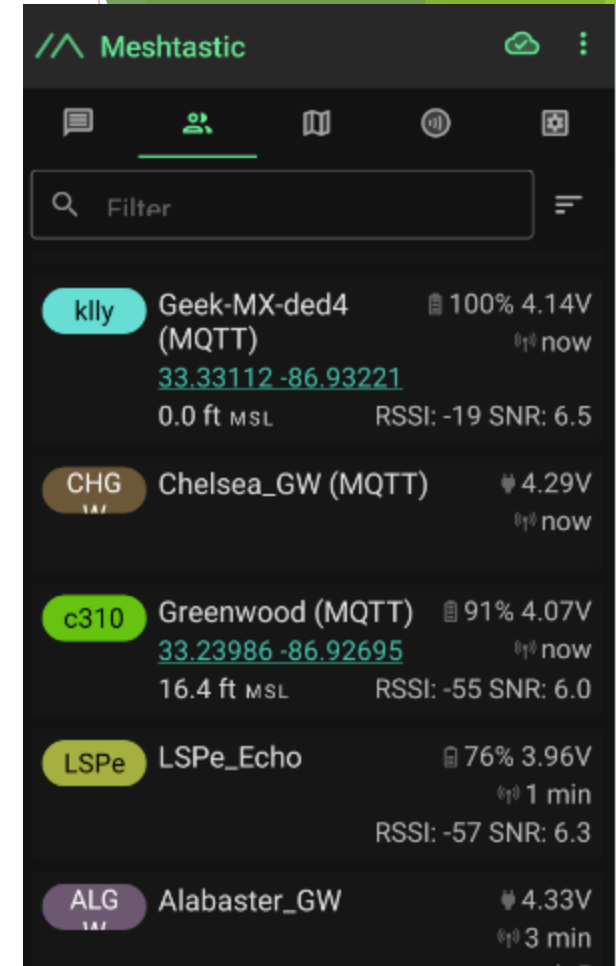 Meshtastic
Filter
klly
Geek-MX-ded4
100% 4.14V
(MQTT)
now
33.33112 -86.93221
0.0 ft MSL
RSSI: -19 SNR: 6.5
CHG
Chelsea_GW (MQTT)
4.29V
now
c310
Greenwood (MQTT)
91% 4.07V
33.23986 -86.92695
now
16.4 ft MSL
RSSI: -55 SNR: 6.0
LSPe
LSPe_Echo
76% 3.96V
1 min
RSSI: -57 SNR: 6.3
ALG
Alabaster_GW
4.33V
3 min